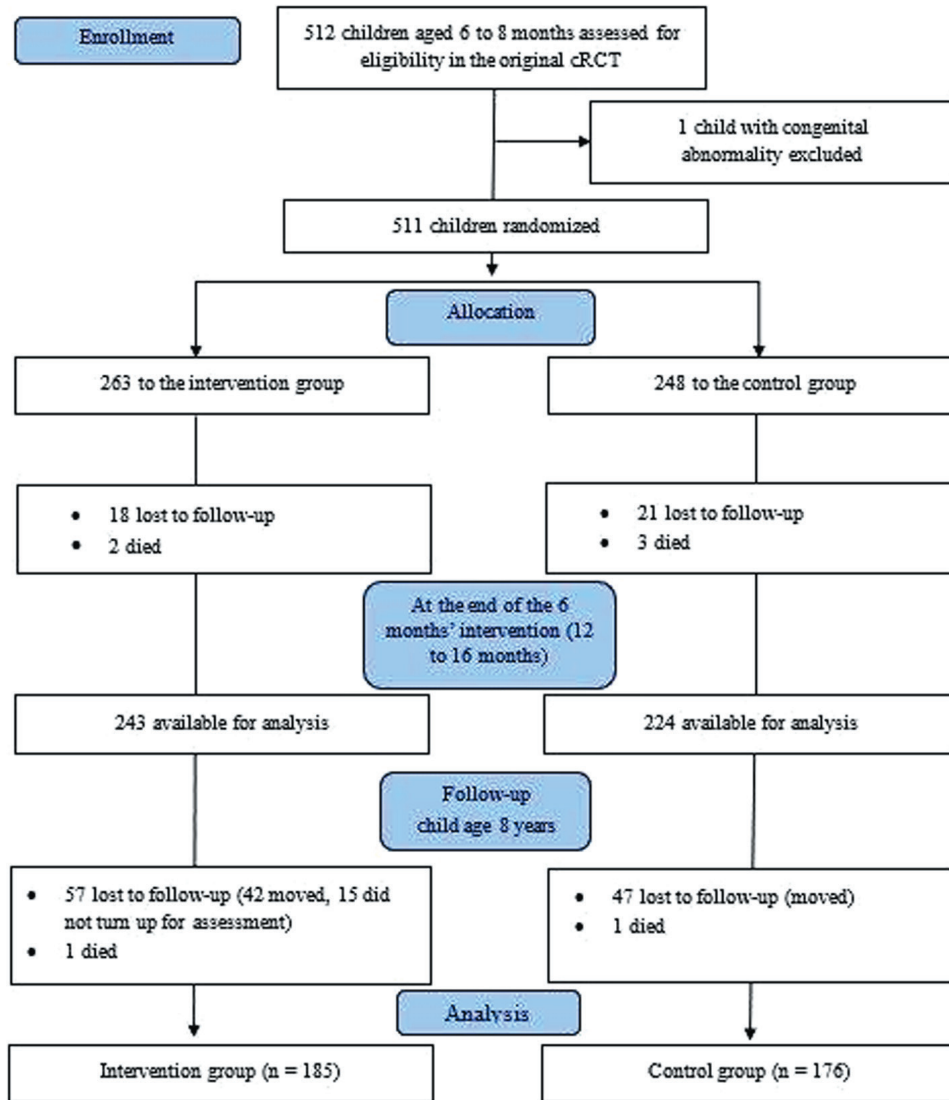 Enrollment
512 children aged 6 to 8 months assessed for
eligibility in the original cRCT
1 child with congenital
abnormality excluded
511 children randomized
Allocation
263 to the intervention group
248 to the control group
• 18 lost to follow-up
• 2 died
• 21 lost to follow-up
• 3 died
At the end of the 6
months’ intervention (12
to 16 months)
243 available for analysis
224 available for analysis
Follow-up
child age 8 years
• 57 lost to follow-up (42 moved, 15 did
not turn up for assessment)
• 1 died
• 47 lost to follow-up (moved)
• 1 died
Analysis
Intervention group (n = 185)
Control group (n = 176)